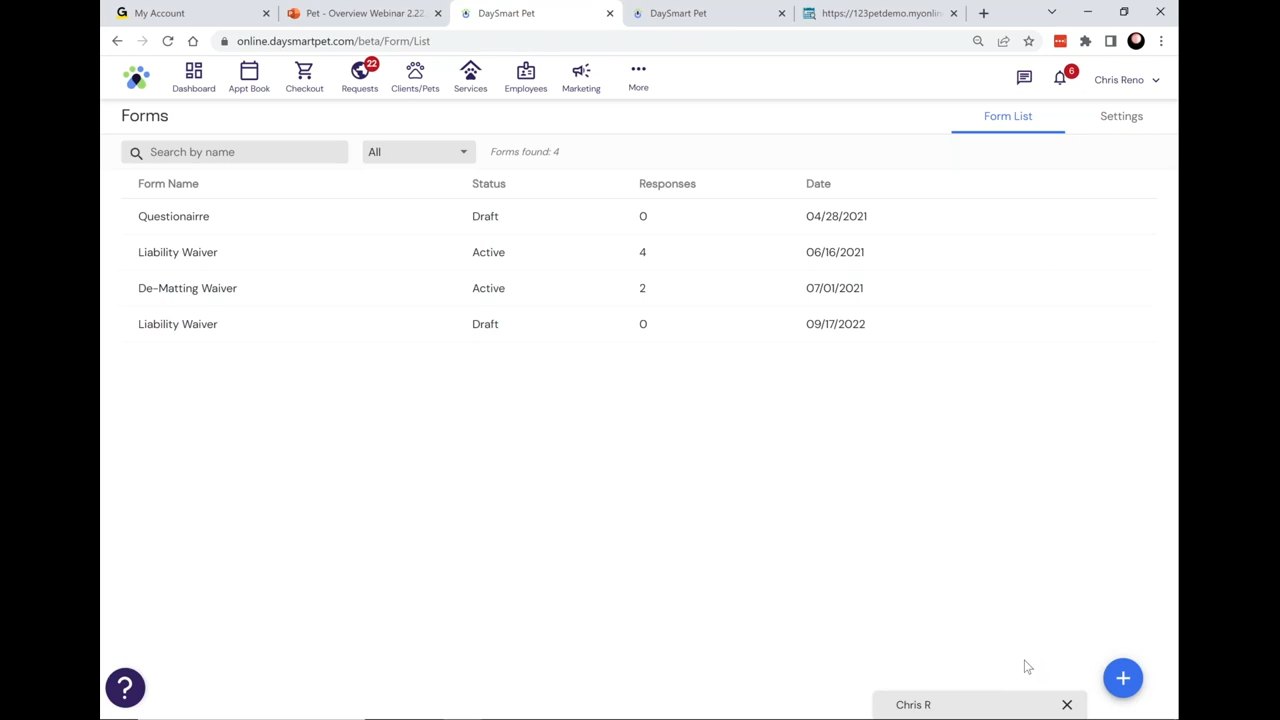 My Account
Pet - Overview Webinar 2.22.
DaySmart Pet
DaySmart Pet
https://123petdemo.myonlin
online.daysmartpet.com/beta/Form/List
Dashboard
Appt Book
Checkout
22
Requests
Clients/Pets
Services
Employees
Marketing
More
6
Chris Reno
Forms
Form List
Settings
Search by name
All
Forms found: 4
Form Name Status Responses Date
Questionairre Draft 0 04/28/2021
Liability Waiver Active 4 06/16/2021
De-Matting Waiver Active 2 07/01/2021
Liability Waiver Draft 0 09/17/2022
?
+
Chris R